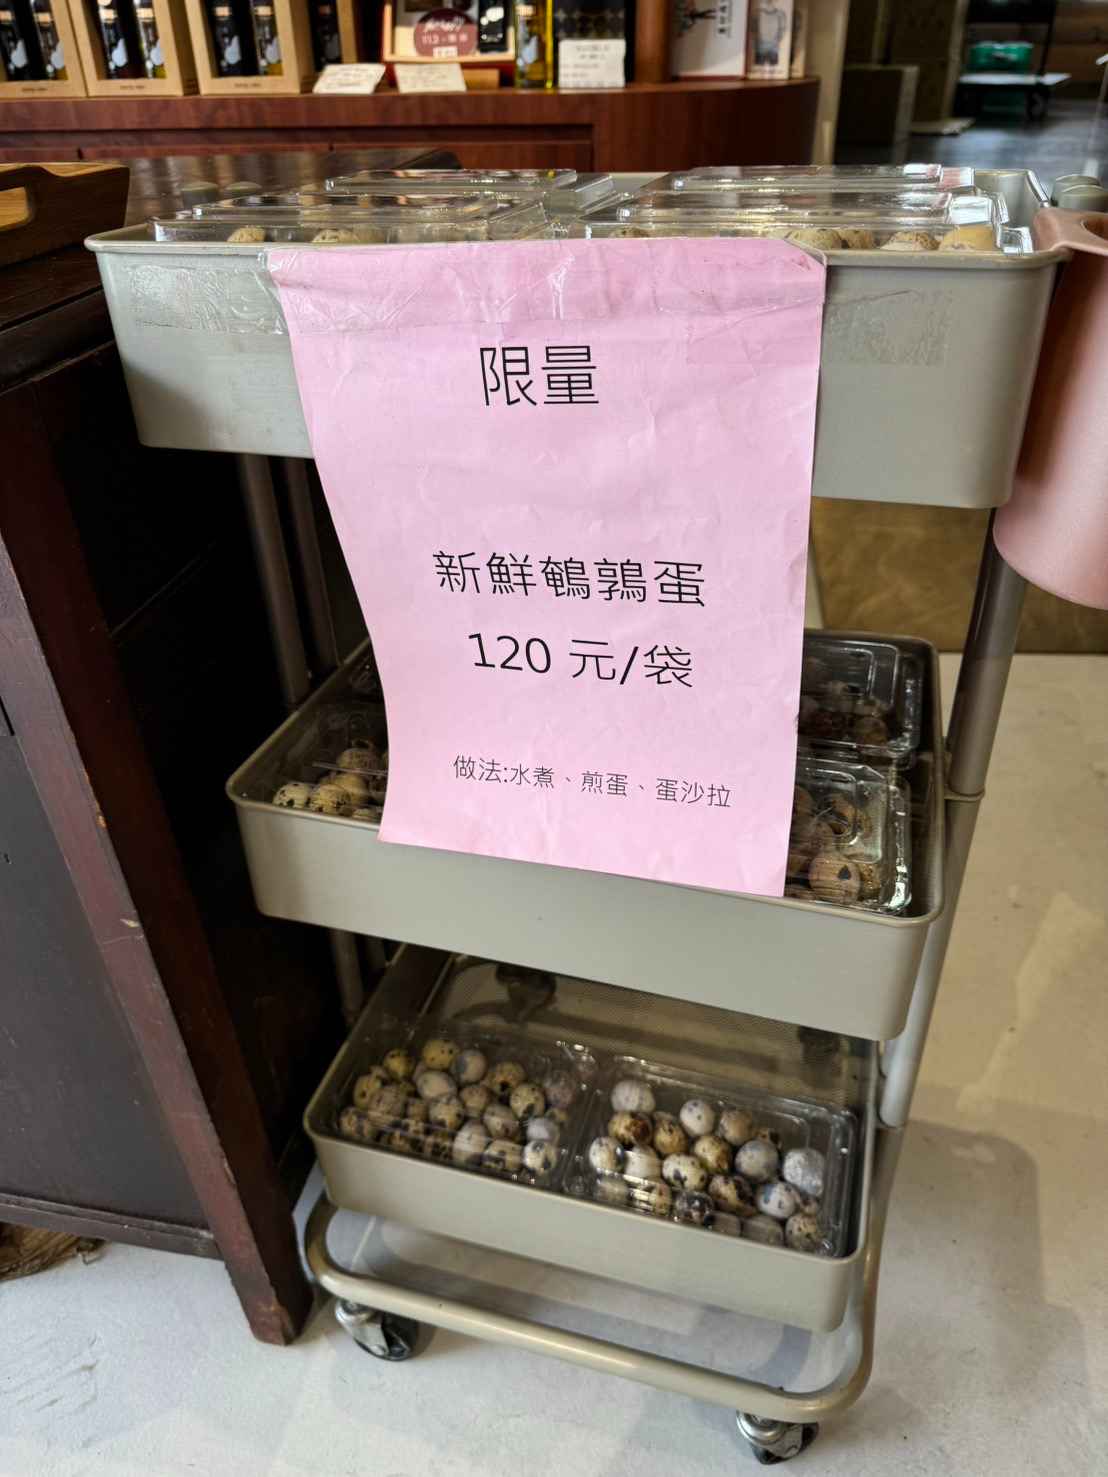 限量
新鮮鵪鶉蛋
120 元/袋
做法:水煮、煎蛋、蛋沙拉